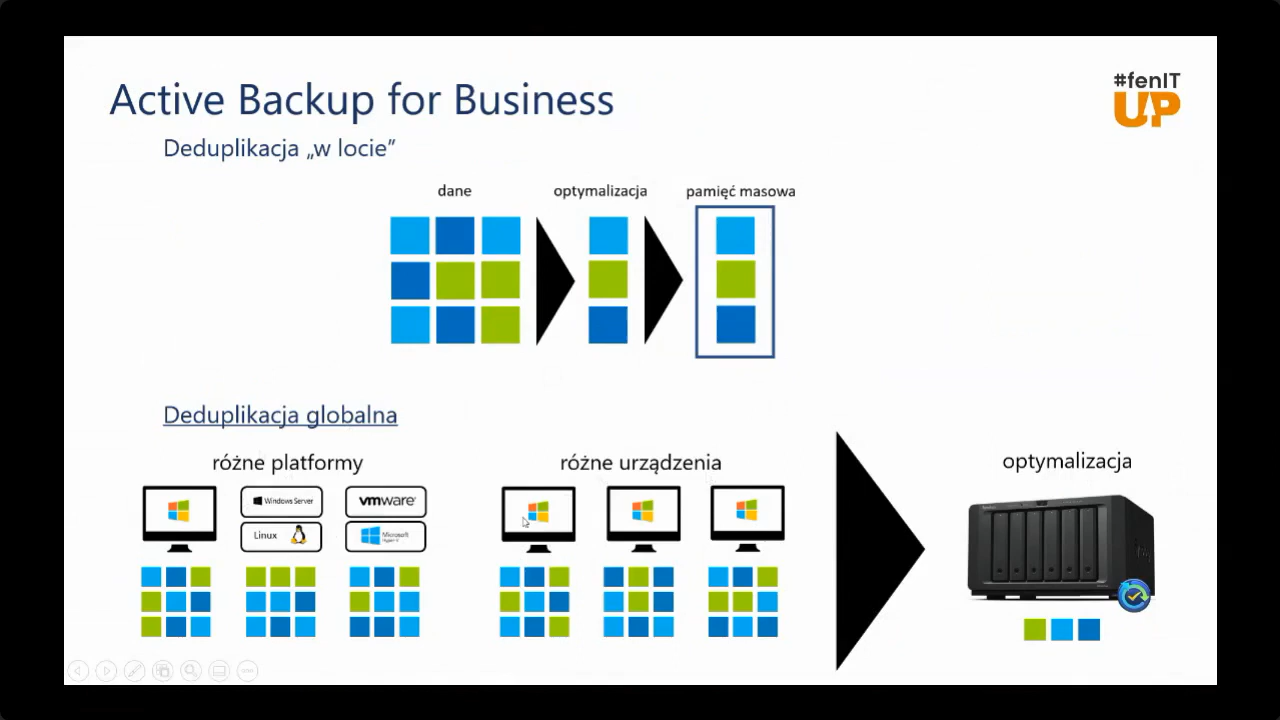 Active Backup for Business
#fenIT
UP
Deduplikacja „w locie”
dane
optymalizacja
pamięć masowa
Deduplikacja globalna
różne platformy
różne urządzenia
optymalizacja
Windows Server
vmware
Linux
Microsoft
Hyper-V